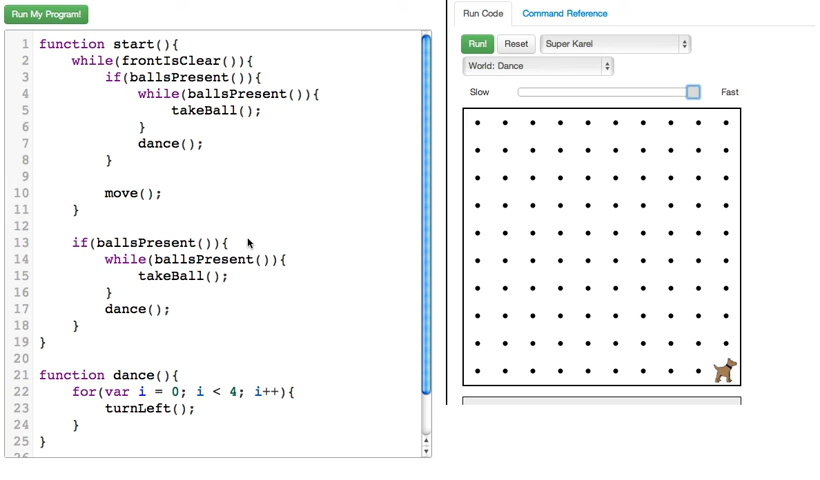 Run My Program!
1 function start(){
2 while(frontIsClear()){
3 if(ballsPresent()){
4 while(ballsPresent()){
5 takeBall();
6 }
7 dance();
8 }
9
10 move();
11 }
12
13 if(ballsPresent()){
14 while(ballsPresent()){
15 takeBall();
16 }
17 dance();
18 }
19 }
20
21 function dance(){
22 for(var i = 0; i < 4; i++){
23 turnLeft();
24 }
25 }
26
Run Code Command Reference
Run! Reset Super Karel
World: Dance
Slow Fast